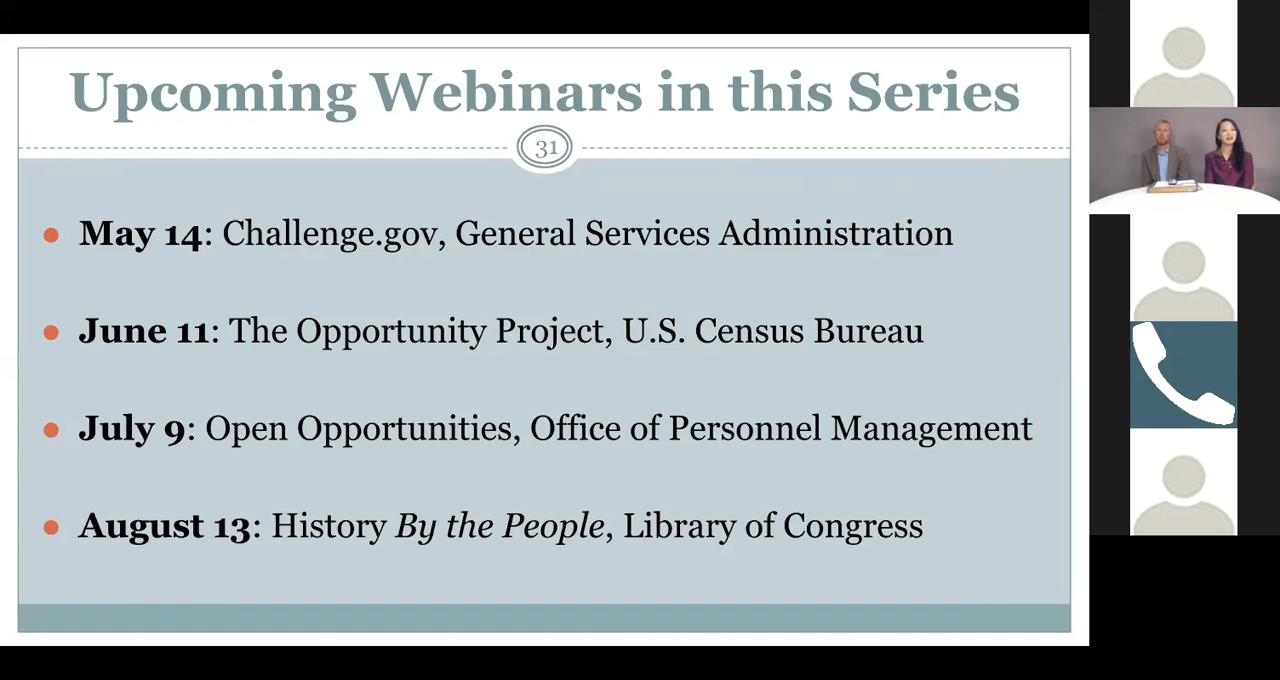 Upcoming Webinars in this Series
31
May 14: Challenge.gov, General Services Administration
June 11: The Opportunity Project, U.S. Census Bureau
July 9: Open Opportunities, Office of Personnel Management
August 13: History By the People, Library of Congress